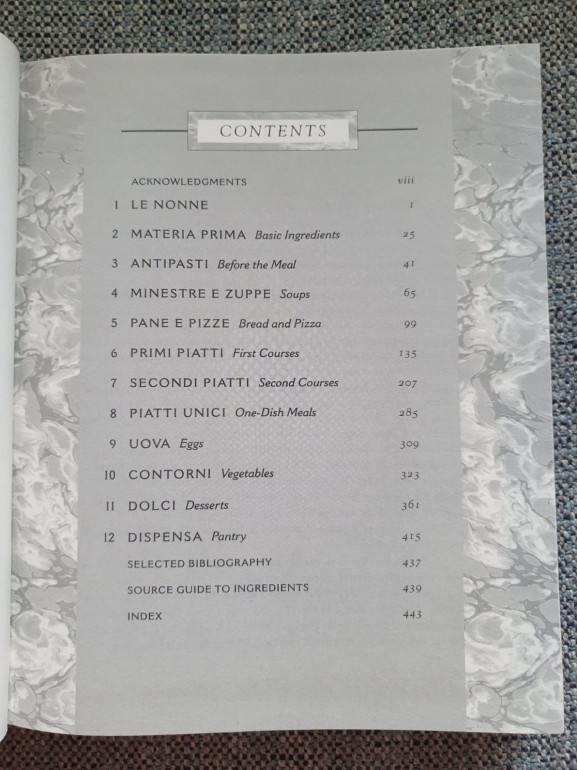 CONTENTS
ACKNOWLEDGMENTS viii
1 LE NONNE 1
2 MATERIA PRIMA Basic Ingredients 25
3 ANTIPASTI Before the Meal 41
4 MINESTRE E ZUPPE Soups 65
5 PANE E PIZZE Bread and Pizza 99
6 PRIMI PIATTI First Courses 135
7 SECONDI PIATTI Second Courses 207
8 PIATTI UNICI One-Dish Meals 285
9 UOVA Eggs 309
10 CONTORNI Vegetables 323
11 DOLCI Desserts 361
12 DISPENSA Pantry 415
SELECTED BIBLIOGRAPHY 437
SOURCE GUIDE TO INGREDIENTS 439
INDEX 443